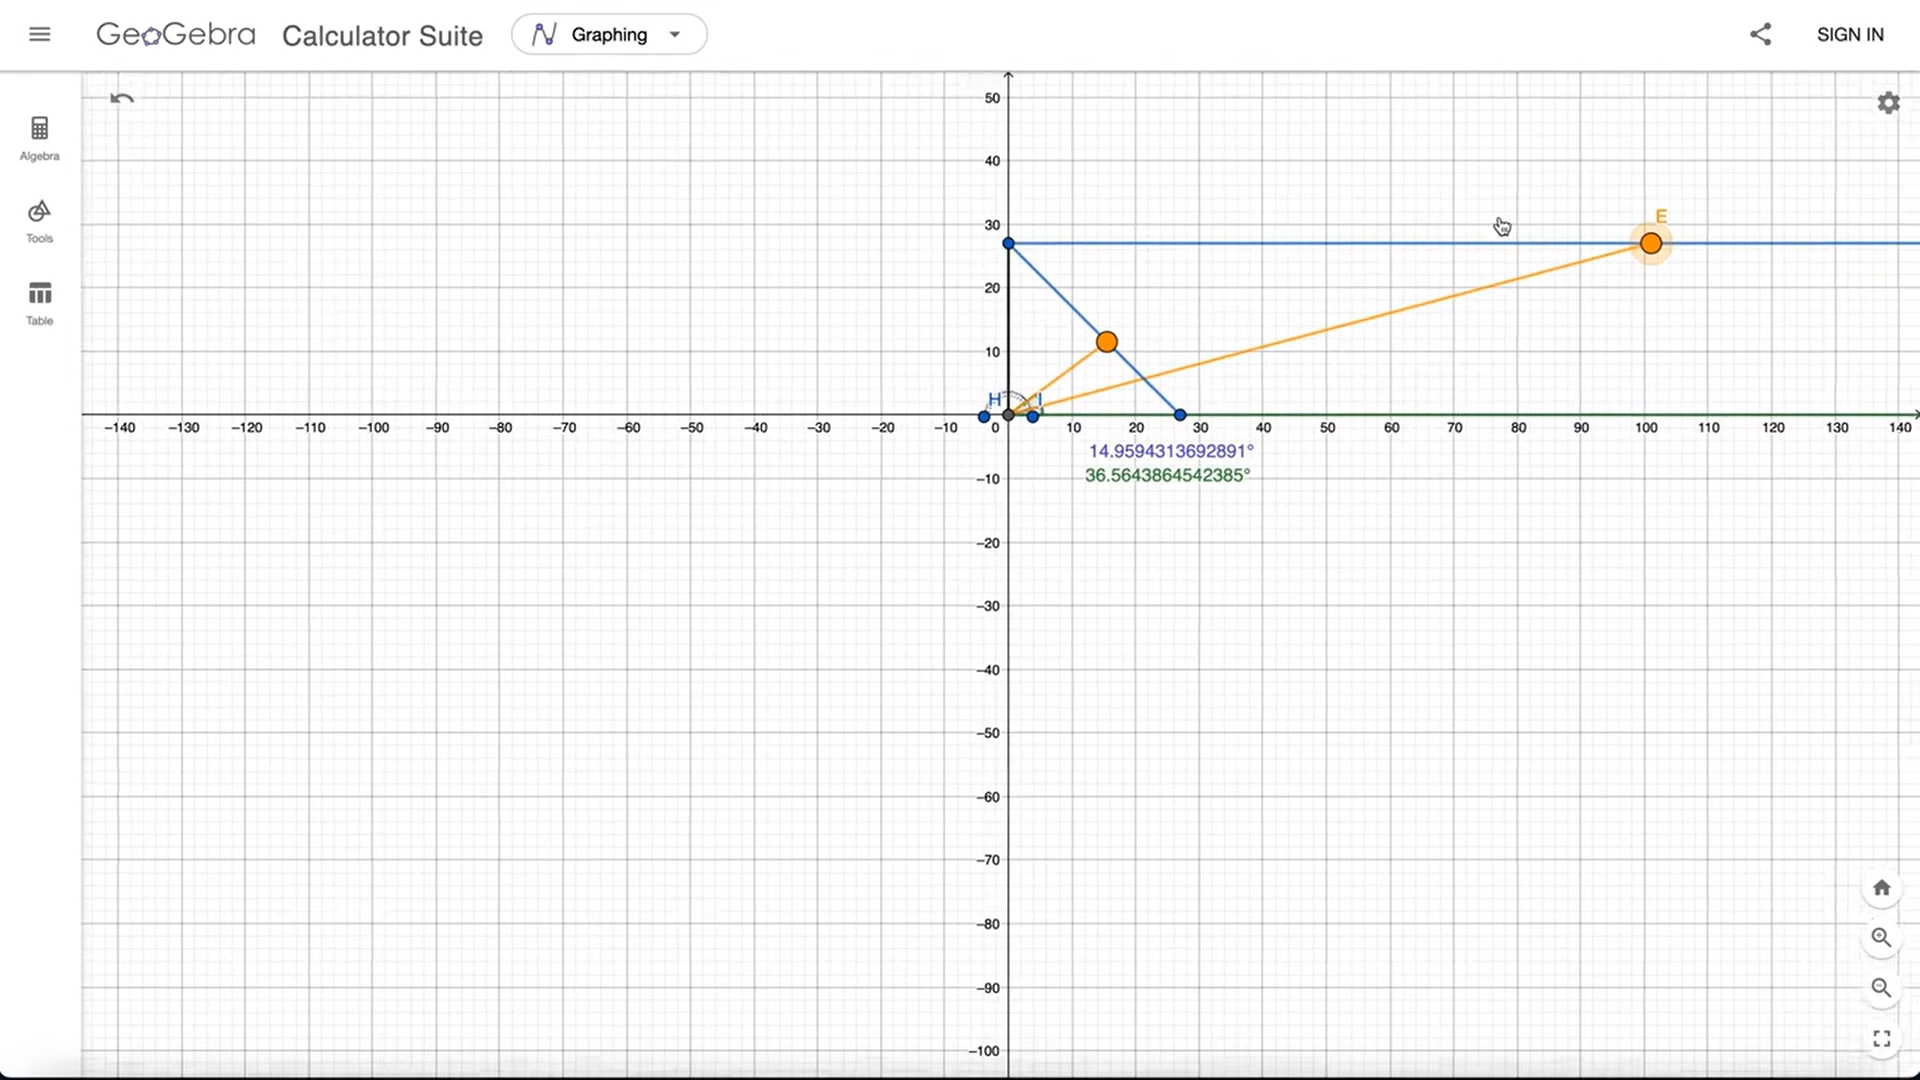 GeoGebra Calculator Suite Graphing SIGN IN
Algebra
Tools
Table
50
40
30
20
10
E
H I
−140 −130 −120 −110 −100 −90 −80 −70 −60 −50 −40 −30 −20 −10 0 10 20 30 40 50 60 70 80 90 100 110 120 130 140
14.9594313692891°
36.5643864542385°
−10
−20
−30
−40
−50
−60
−70
−80
−90
−100